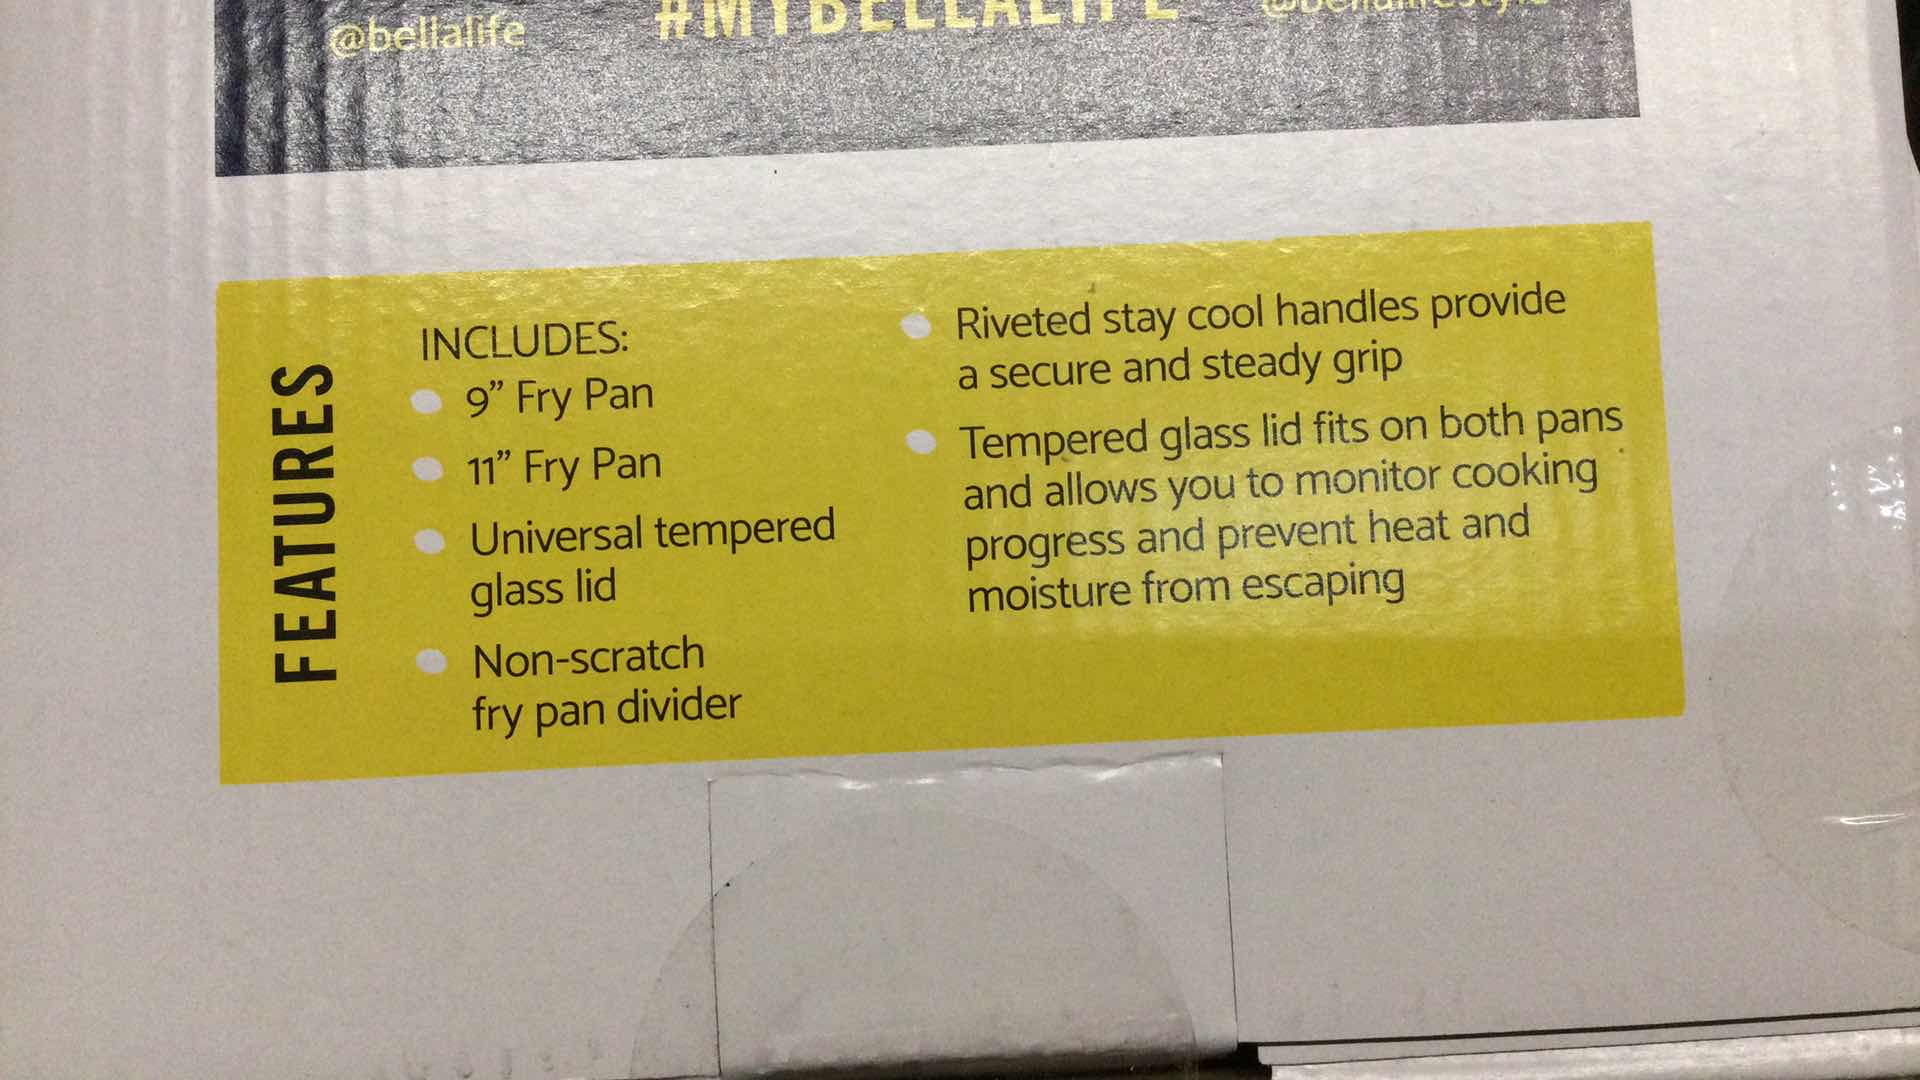 @bellalife
#MYBELLALIFE
@bellalifestyle
FEATURES
INCLUDES:
9” Fry Pan
11” Fry Pan
Universal tempered
glass lid
Non-scratch
fry pan divider
Riveted stay cool handles provide
a secure and steady grip
Tempered glass lid fits on both pans
and allows you to monitor cooking
progress and prevent heat and
moisture from escaping